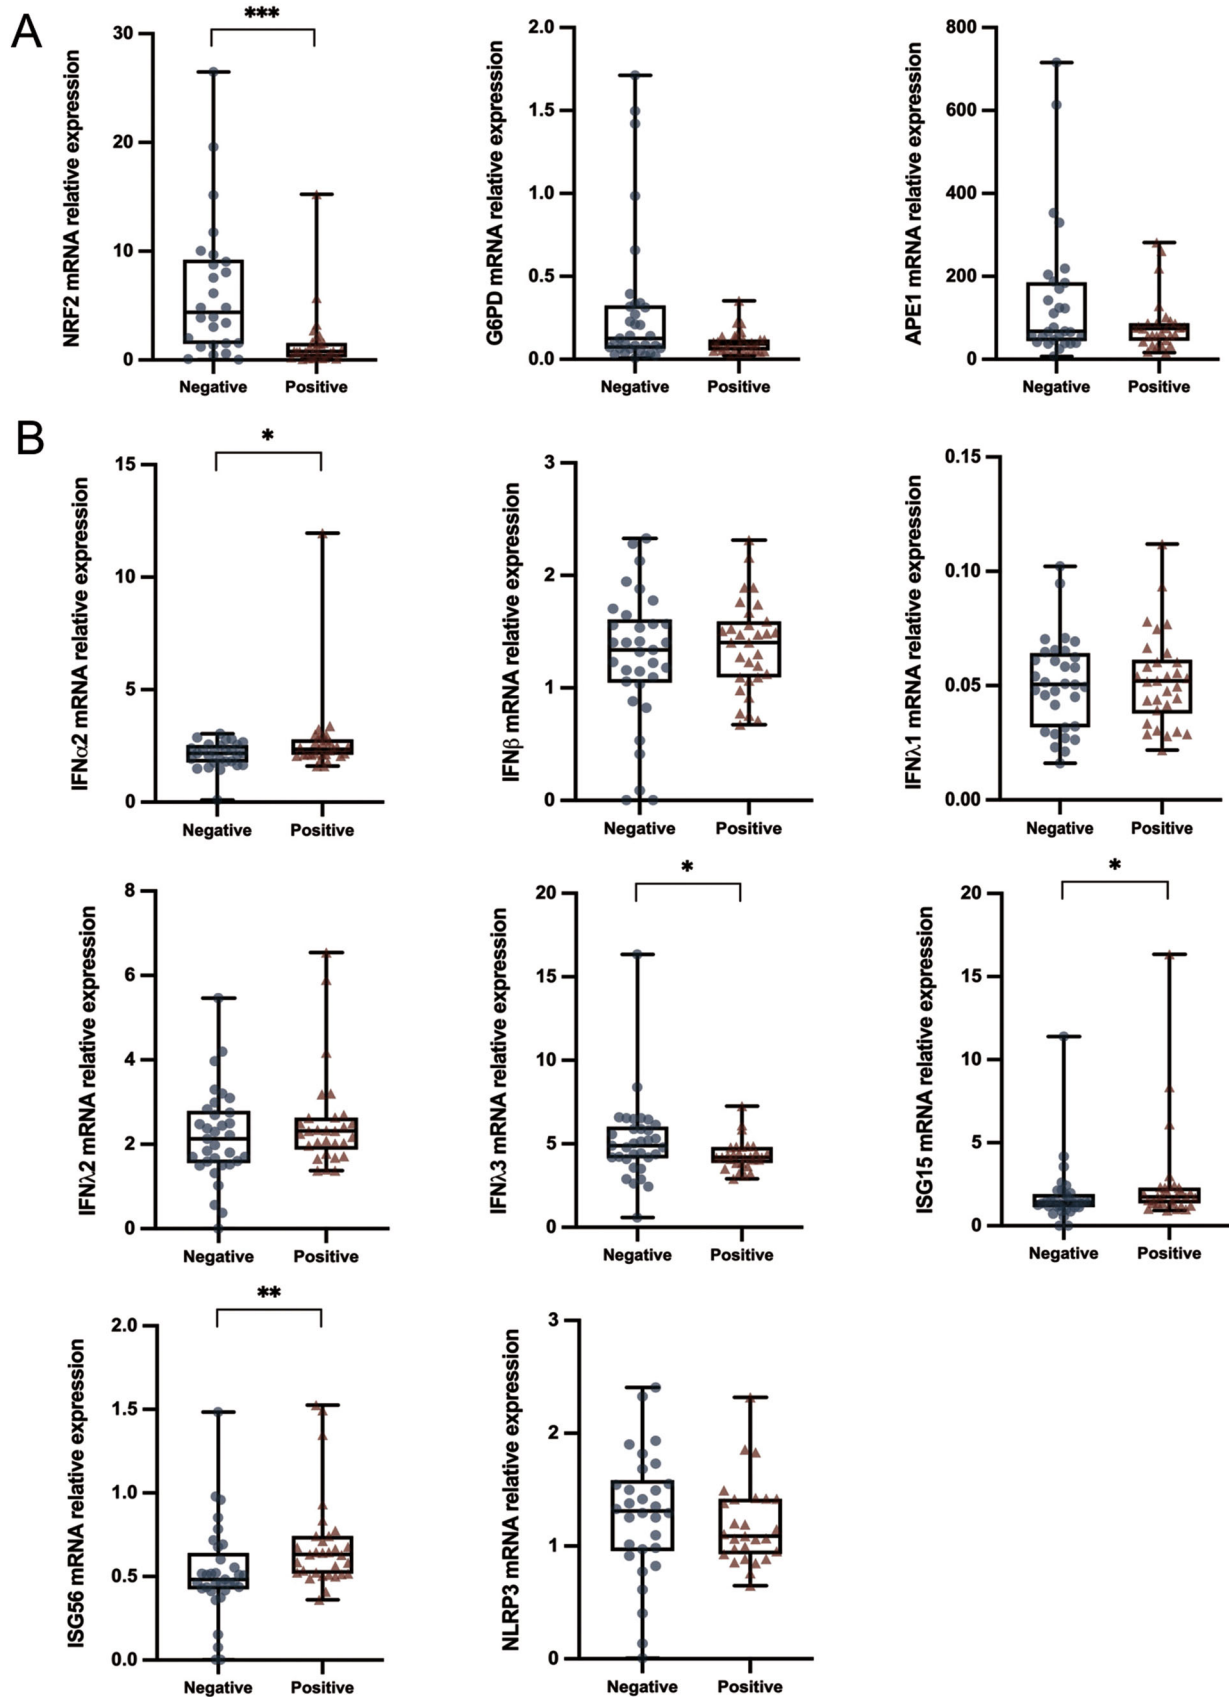 A
***
NRF2 mRNA relative expression
30
20
10
0
Negative
Positive
G6PD mRNA relative expression
2.0
1.5
1.0
0.5
0.0
Negative
Positive
APE1 mRNA relative expression
800
600
400
200
0
Negative
Positive
B
*
IFNα2 mRNA relative expression
15
10
5
0
Negative
Positive
IFNβ mRNA relative expression
3
2
1
0
Negative
Positive
IFNλ1 mRNA relative expression
0.15
0.10
0.05
0.00
Negative
Positive
IFNλ2 mRNA relative expression
8
6
4
2
0
Negative
Positive
*
IFNλ3 mRNA relative expression
20
15
10
5
0
Negative
Positive
*
ISG15 mRNA relative expression
20
15
10
5
0
Negative
Positive
**
ISG56 mRNA relative expression
2.0
1.5
1.0
0.5
0.0
Negative
Positive
NLRP3 mRNA relative expression
3
2
1
0
Negative
Positive